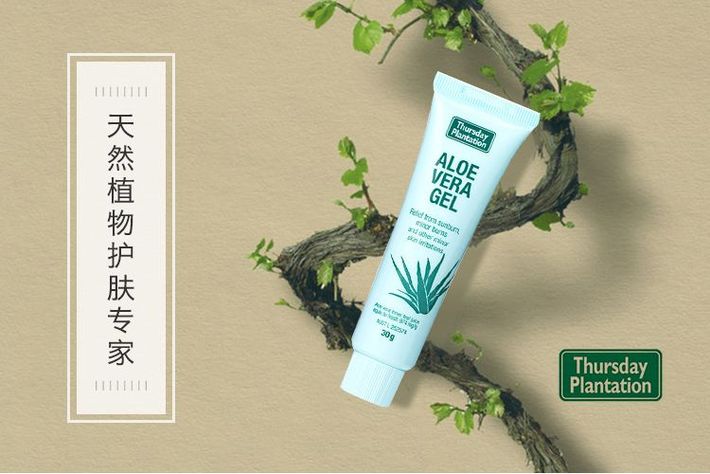 天然植物护肤专家
Thursday
Plantation
ALOE
VERA
GEL
Relief from sunburn,
minor burns
and other minor
skin irritations
30g
Thursday
Plantation